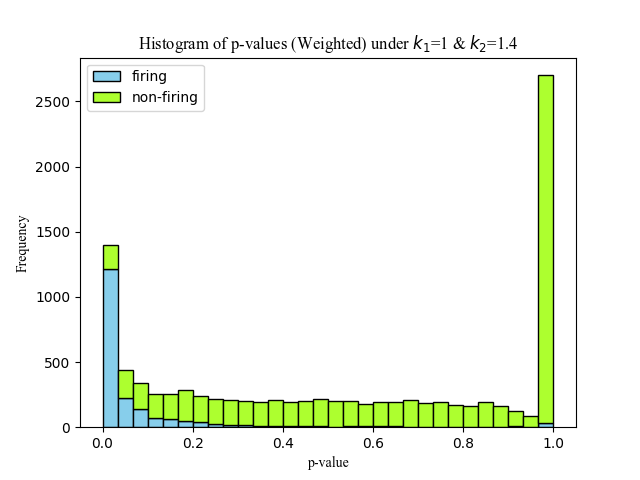 Histogram of p-values (Weighted) under k₁=1 & k₂=1.4
firing
non-firing
2500
2000
1500
1000
500
0
Frequency
0.0 0.2 0.4 0.6 0.8 1.0
p-value